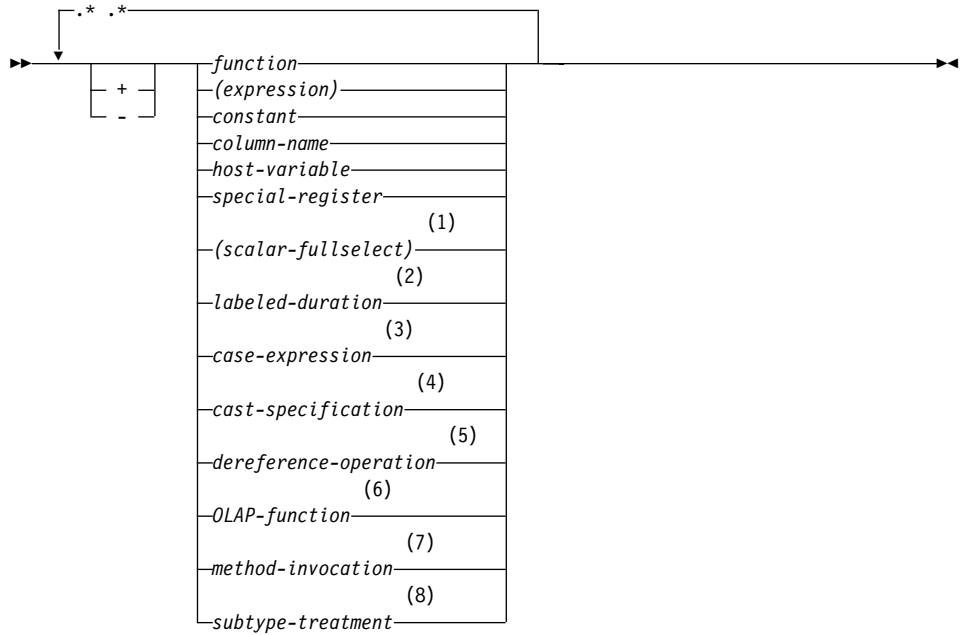 .* .*
function
+
(expression)
-
constant
column-name
host-variable
special-register
(1)
(scalar-fullselect)
(2)
labeled-duration
(3)
case-expression
(4)
cast-specification
(5)
dereference-operation
(6)
OLAP-function
(7)
method-invocation
(8)
subtype-treatment